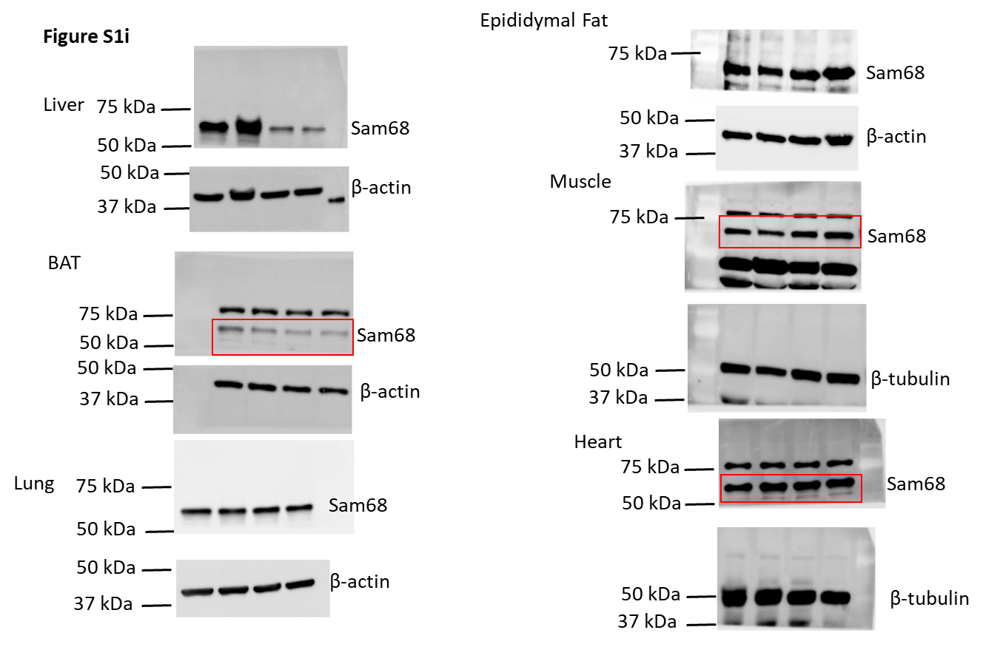 Figure S1i
Liver
75 kDa
Sam68
50 kDa
50 kDa
β-actin
37 kDa
BAT
75 kDa
Sam68
50 kDa
50 kDa
β-actin
37 kDa
Lung
75 kDa
Sam68
50 kDa
50 kDa
β-actin
37 kDa
Epididymal Fat
75 kDa
Sam68
50 kDa
β-actin
37 kDa
Muscle
75 kDa
Sam68
50 kDa
β-tubulin
37 kDa
Heart
75 kDa
Sam68
50 kDa
50 kDa
β-tubulin
37 kDa